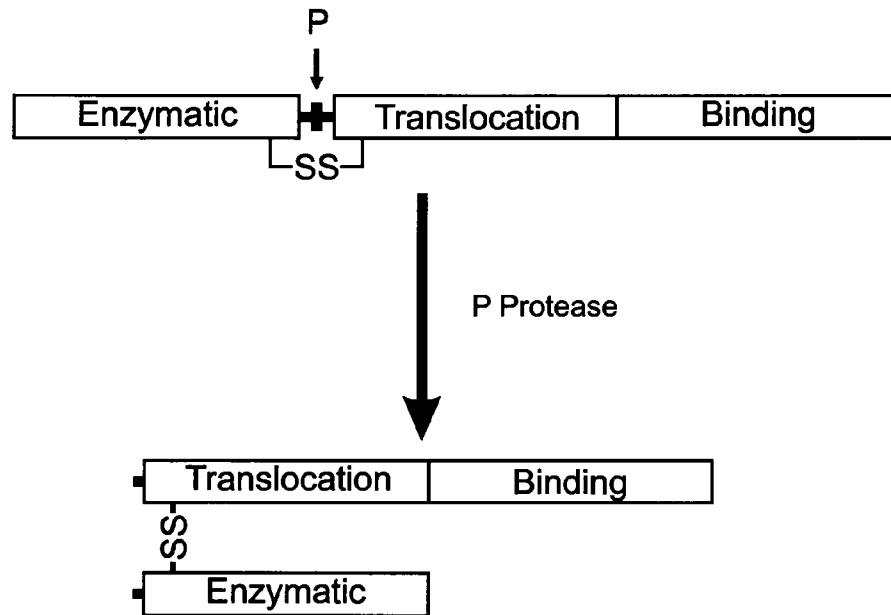 P
Enzymatic Translocation Binding
SS
P Protease
Translocation Binding
SS
Enzymatic